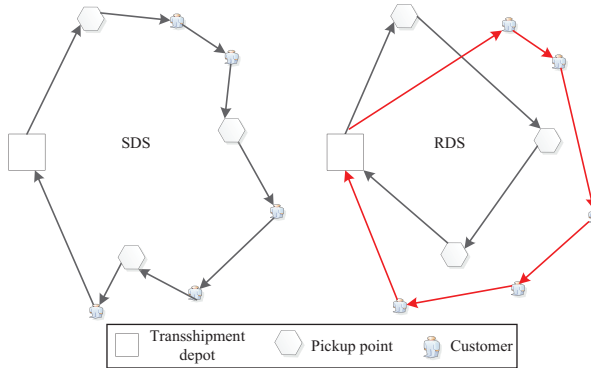 SDS
RDS
Transshipment
depot
Pickup point
Customer